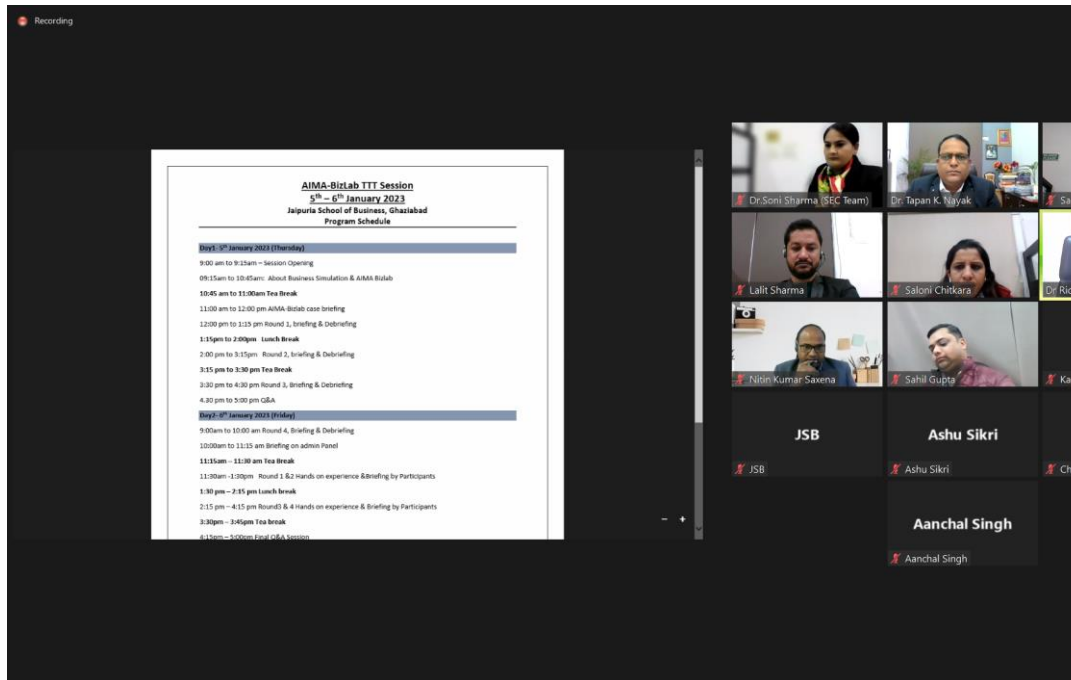 Recording
AIMA-BizLab TTT Session
5th – 6th January 2023
Jaipuria School of Business, Ghaziabad
Program Schedule
Day1- 5th January 2023 (Thursday)
9:00 am to 9:15am – Session Opening
09:15am to 10:45am: About Business Simulation & AIMA Bizlab
10:45 am to 11:00am Tea Break
11:00 am to 12:00 pm AIMA-Bizlab case briefing
12:00 pm to 1:15 pm Round 1, briefing & Debriefing
1:15pm to 2:00pm Lunch Break
2:00 pm to 3:15pm Round 2, briefing & Debriefing
3:15 pm to 3:30 pm Tea Break
3:30 pm to 4:30 pm Round 3, Briefing & Debriefing
4.30 pm to 5:00 pm Q&A
Day2- 6th January 2023 (Friday)
9:00am to 10:00 am Round 4, Briefing & Debriefing
10:00am to 11:15 am Briefing on admin Panel
11:15am – 11:30 am Tea Break
11:30am -1:30pm Round 1 &2 Hands on experience &Briefing by Participants
1:30 pm – 2:15 pm Lunch break
2:15 pm – 4:15 pm Round3 & 4 Hands on experience & Briefing by Participants
3:30pm – 3:45pm Tea break
4:15pm – 5:00pm Final Q&A Session
Dr.Soni Sharma (SEC Team)
Dr. Tapan K. Nayak
Sa
Lalit Sharma
Saloni Chitkara
Dr Ric
Nitin Kumar Saxena
Sahil Gupta
Ka
JSB
Ashu Sikri
JSB
Ashu Sikri
Ch
Aanchal Singh
Aanchal Singh